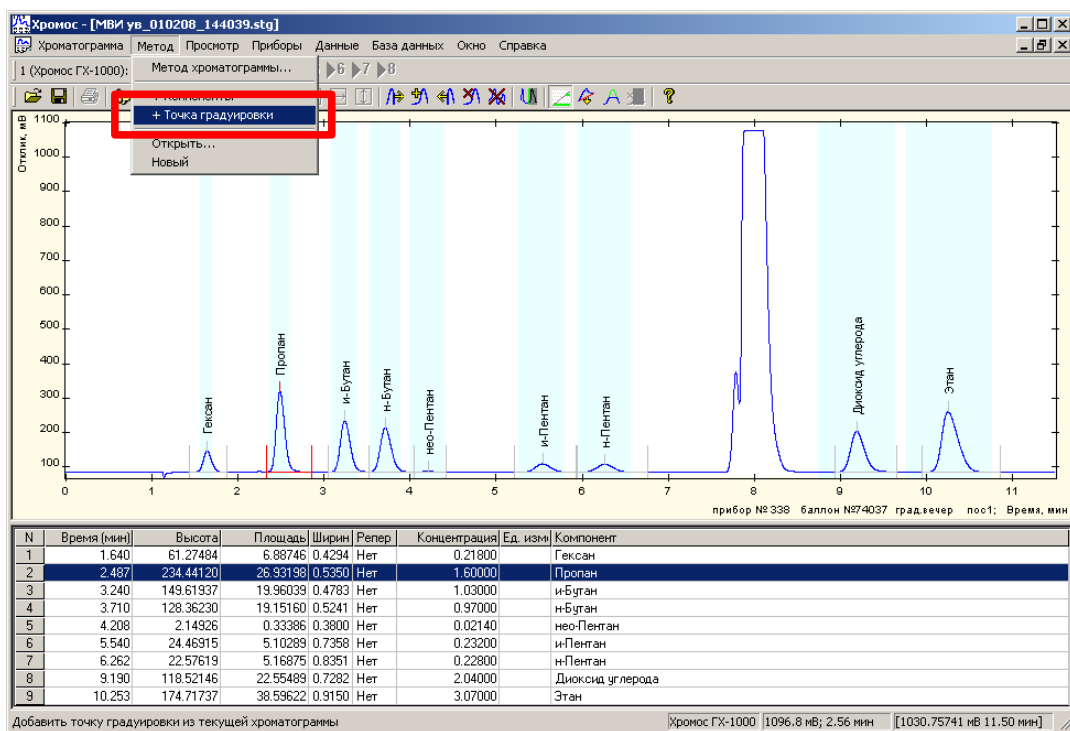 Хромос - [МВИ ув_010208_144039.stg]
Хроматограмма Метод Просмотр Приборы Данные База данных Окно Справка
1 (Хромос ГХ-1000): 6 7 8
Метод хроматограммы...
+ Компоненты
+ Точка градуировки
Открыть...
Новый
Отклик, мВ
1100
1000
900
800
700
600
500
400
300
200
100
Гексан
Пропан
и-Бутан
н-Бутан
нео-Пентан
и-Пентан
н-Пентан
Диоксид углерода
Этан
0 1 2 3 4 5 6 7 8 9 10 11
прибор №338 баллон №74037 град.вечер пос1; Время, мин
N Время (мин) Высота Площадь Ширин Репер Концентрация Ед. изме Компонент
1 1.640 61.27484 6.88746 0.4294 Нет 0.21800 Гексан
2 2.487 234.44120 26.93198 0.5350 Нет 1.60000 Пропан
3 3.240 149.61937 19.96039 0.4783 Нет 1.03000 и-Бутан
4 3.710 128.36230 19.15160 0.5241 Нет 0.97000 н-Бутан
5 4.208 2.14926 0.33386 0.3800 Нет 0.02140 нео-Пентан
6 5.540 24.46915 5.10289 0.7358 Нет 0.23200 и-Пентан
7 6.262 22.57619 5.16875 0.8351 Нет 0.22800 н-Пентан
8 9.190 118.52146 22.55489 0.7282 Нет 2.04000 Диоксид углерода
9 10.253 174.71737 38.59622 0.9150 Нет 3.07000 Этан
Добавить точку градуировки из текущей хроматограммы Хромос ГХ-1000 1096.8 мВ; 2.56 мин [1030.75741 мВ 11.50 мин]